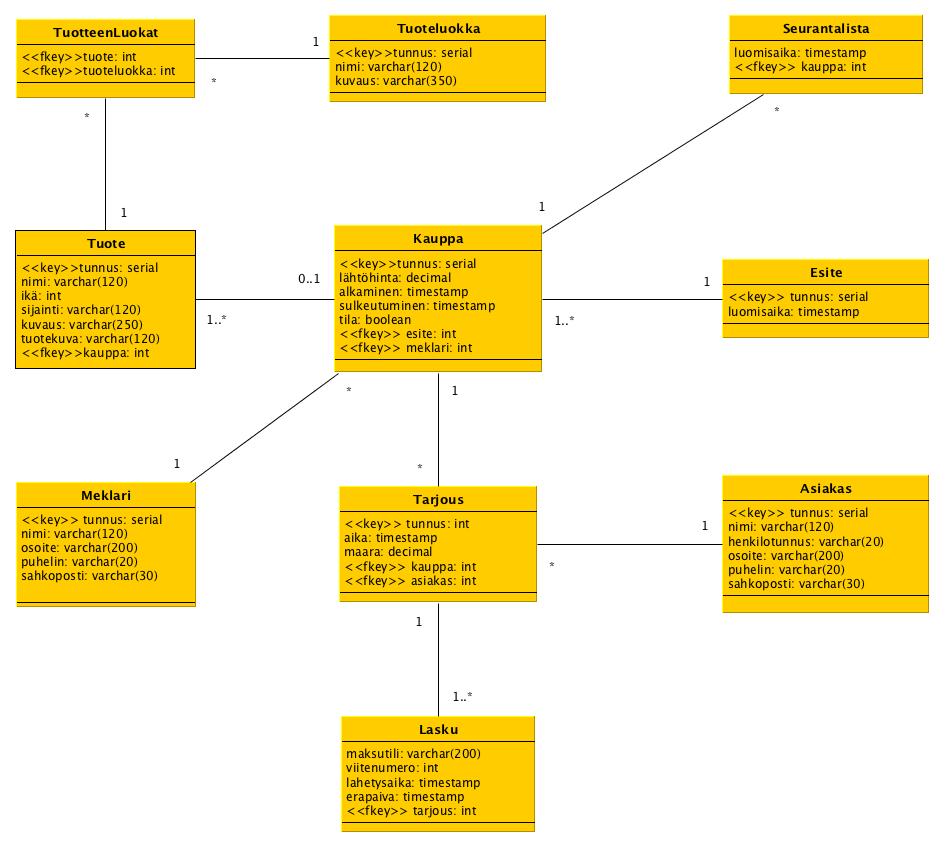 TuotteenLuokat
<<fkey>>tuote: int
<<fkey>>tuoteluokka: int
1
*
Tuoteluokka
<<key>>tunnus: serial
nimi: varchar(120)
kuvaus: varchar(350)
Seurantalista
luomisaika: timestamp
<<fkey>> kauppa: int
*
*
1
1
Tuote
<<key>>tunnus: serial
nimi: varchar(120)
ikä: int
sijainti: varchar(120)
kuvaus: varchar(250)
tuotekuva: varchar(120)
<<fkey>>kauppa: int
0..1
1..*
Kauppa
<<key>>tunnus: serial
lähtöhinta: decimal
alkaminen: timestamp
sulkeutuminen: timestamp
tila: boolean
<<fkey>> esite: int
<<fkey>> meklari: int
1
1..*
Esite
<<key>> tunnus: serial
luomisaika: timestamp
*
1
1
*
Meklari
<<key>> tunnus: serial
nimi: varchar(120)
osoite: varchar(200)
puhelin: varchar(20)
sahkoposti: varchar(30)
Tarjous
<<key>> tunnus: int
aika: timestamp
maara: decimal
<<fkey>> kauppa: int
<<fkey>> asiakas: int
1
*
Asiakas
<<key>> tunnus: serial
nimi: varchar(120)
henkilotunnus: varchar(20)
osoite: varchar(200)
puhelin: varchar(20)
sahkoposti: varchar(30)
1
1..*
Lasku
maksutili: varchar(200)
viitenumero: int
lahetysaika: timestamp
erapaiva: timestamp
<<fkey>> tarjous: int